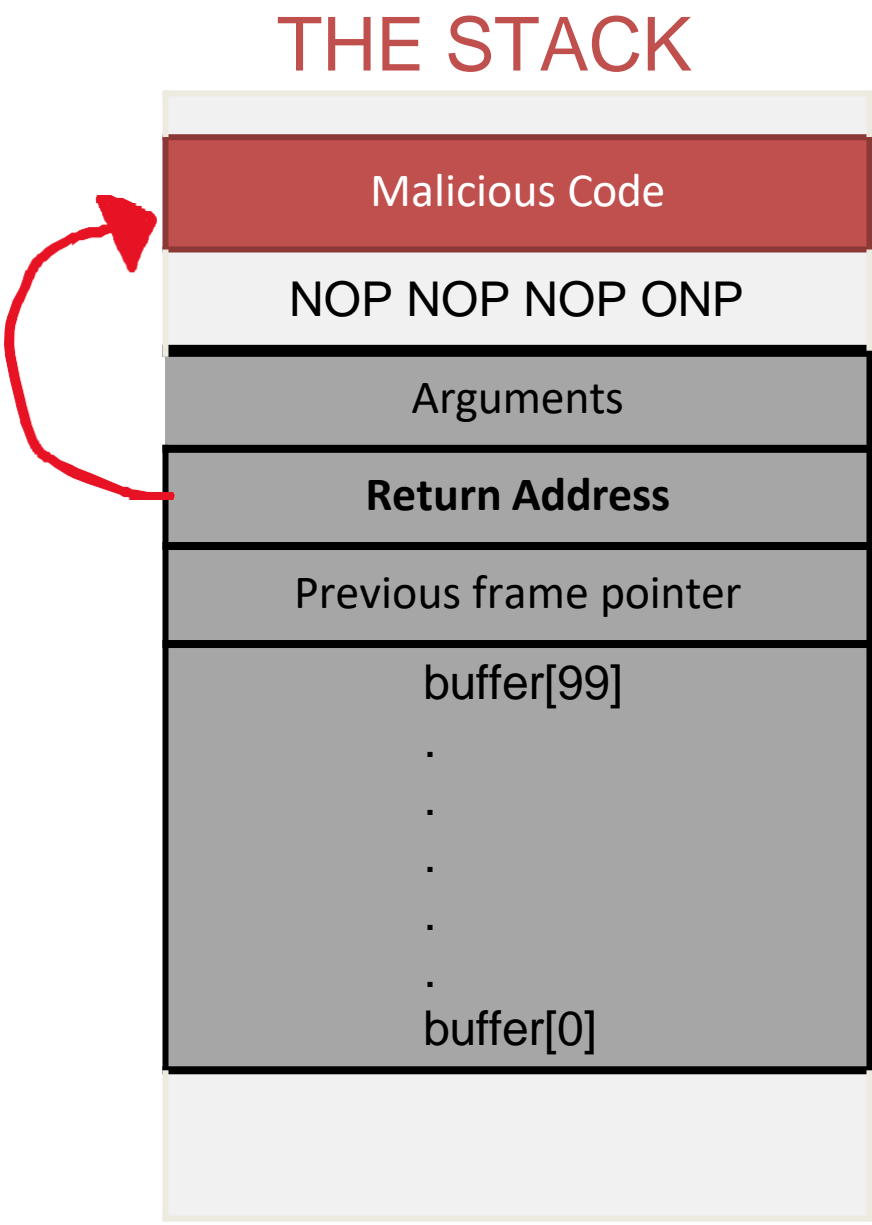 THE STACK
Malicious Code
NOP NOP NOP ONP
Arguments
Return Address
Previous frame pointer
buffer[99]
.
.
.
.
.
buffer[0]